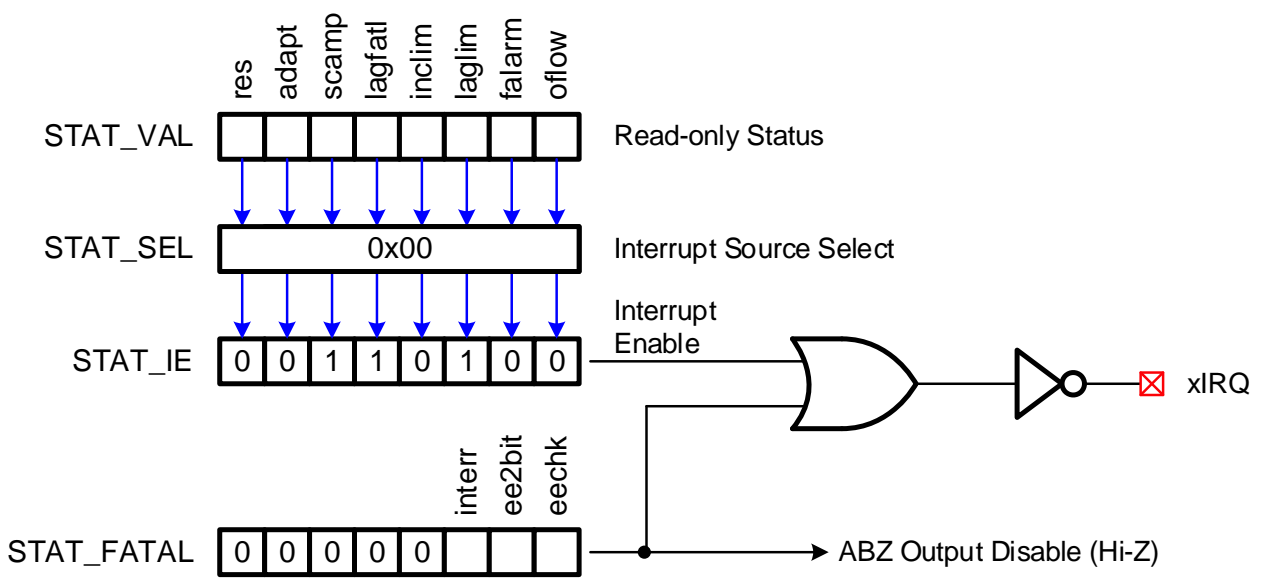 res adapt scamp lagfatl inclim laglim falarm oflow
STAT_VAL Read-only Status
STAT_SEL 0x00 Interrupt Source Select
Interrupt
Enable
STAT_IE 0 0 1 1 0 1 0 0
xIRQ
interr ee2bit eechk
STAT_FATAL 0 0 0 0 0 ABZ Output Disable (Hi-Z)